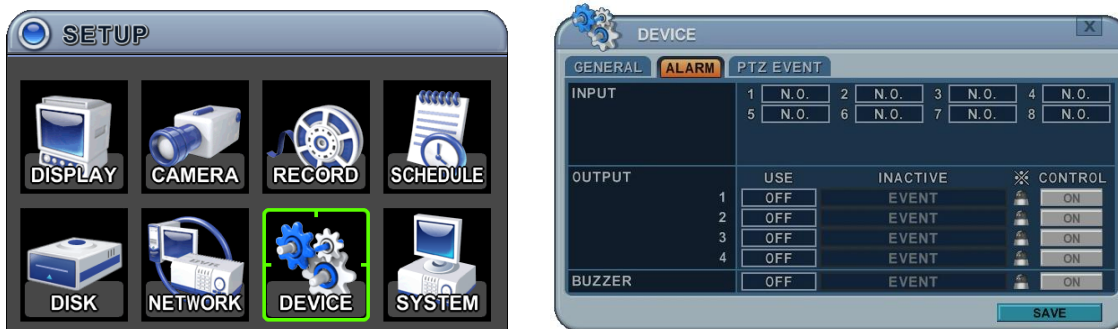 SETUP
DISPLAY CAMERA RECORD SCHEDULE
DISK NETWORK DEVICE SYSTEM
DEVICE X
GENERAL ALARM PTZ EVENT
INPUT 1 N.O. 2 N.O. 3 N.O. 4 N.O.
5 N.O. 6 N.O. 7 N.O. 8 N.O.
OUTPUT USE INACTIVE ※ CONTROL
1 OFF EVENT ON
2 OFF EVENT ON
3 OFF EVENT ON
4 OFF EVENT ON
BUZZER OFF EVENT ON
SAVE